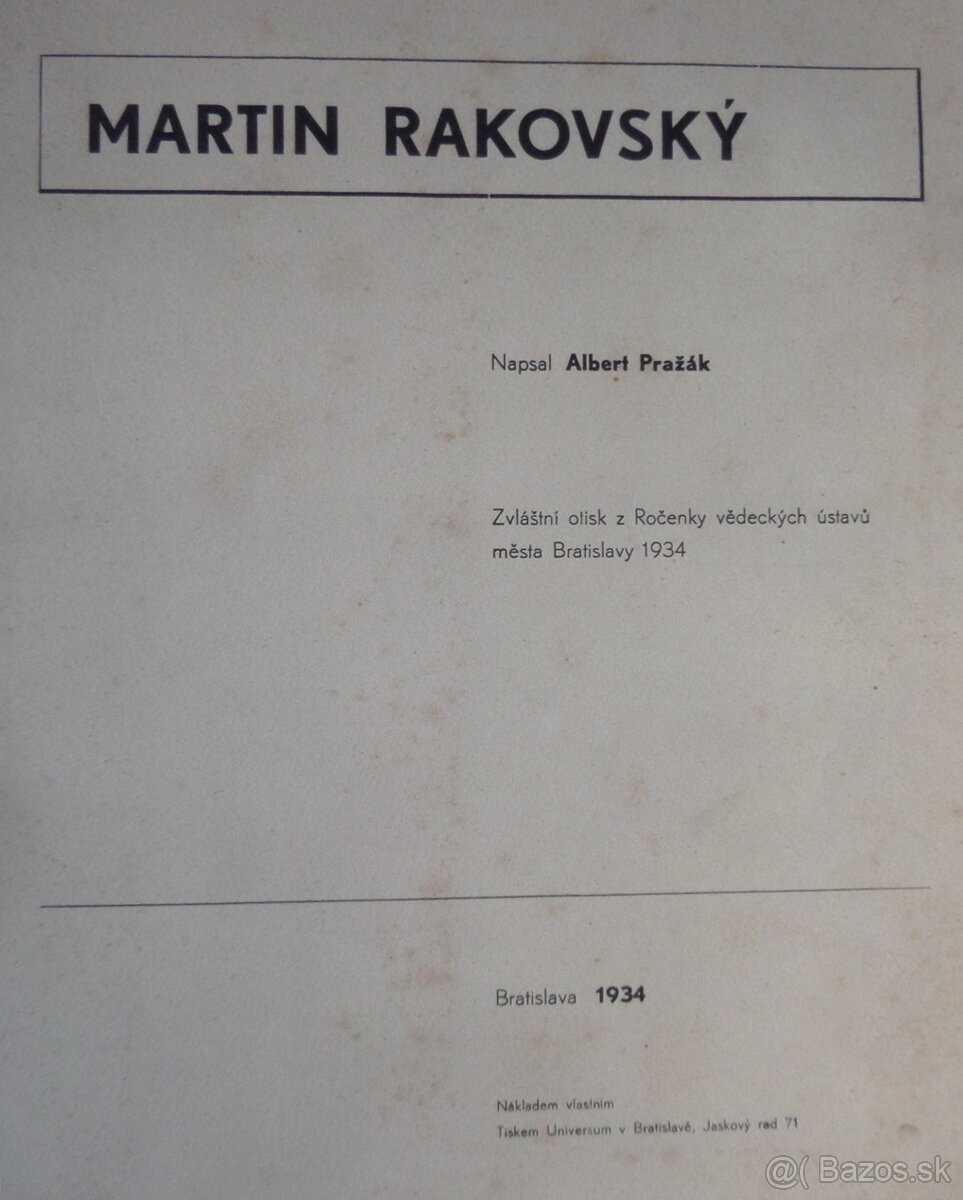 MARTIN RAKOVSKÝ
Napsal Albert Pražák
Zvláštní otisk z Ročenky vědeckých ústavů
města Bratislavy 1934
Bratislava 1934
Nákladem vlastním
Tiskem Universum v Bratislavě, Jaskový rad 71
@( Bazos.sk